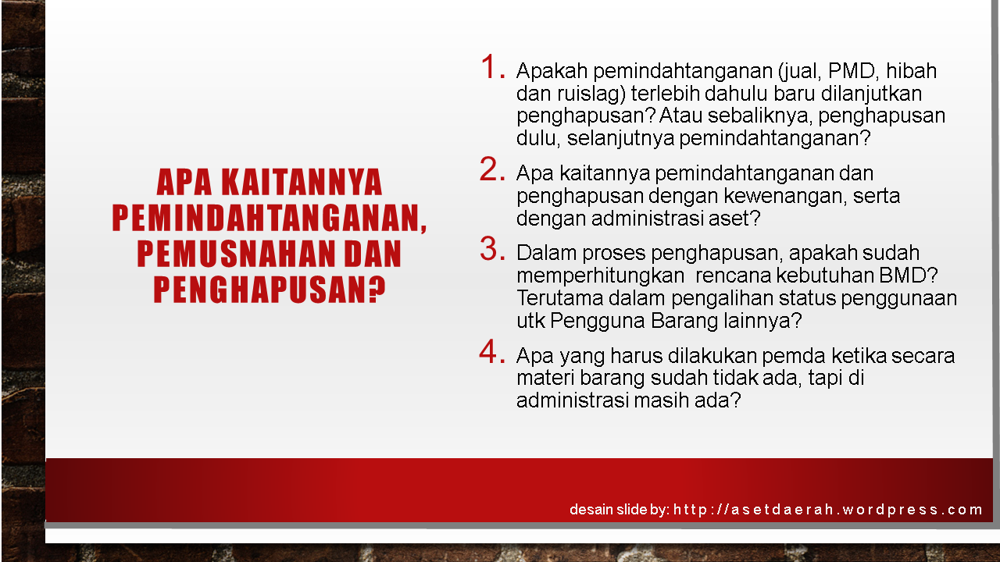 APA KAITANNYA
PEMINDAHTANGANAN,
PEMUSNAHAN DAN
PENGHAPUSAN?
1. Apakah pemindahtanganan (jual, PMD, hibah
dan ruislag) terlebih dahulu baru dilanjutkan
penghapusan? Atau sebaliknya, penghapusan
dulu, selanjutnya pemindahtanganan?
2. Apa kaitannya pemindahtanganan dan
penghapusan dengan kewenangan, serta
dengan administrasi aset?
3. Dalam proses penghapusan, apakah sudah
memperhitungkan rencana kebutuhan BMD?
Terutama dalam pengalihan status penggunaan
utk Pengguna Barang lainnya?
4. Apa yang harus dilakukan pemda ketika secara
materi barang sudah tidak ada, tapi di
administrasi masih ada?
desain slide by: http://asetdaerah.wordpress.com